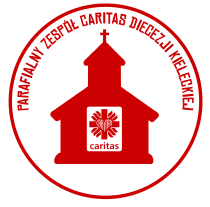 PARAFIALNY ZESPÓŁ CARITAS DIECEZJI KIELECKIEJ
caritas